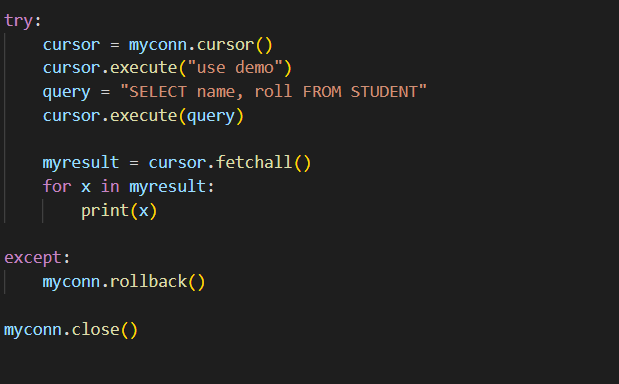 try:
    cursor = myconn.cursor()
    cursor.execute("use demo")
    query = "SELECT name, roll FROM STUDENT"
    cursor.execute(query)

    myresult = cursor.fetchall()
    for x in myresult:
        print(x)

except:
    myconn.rollback()

myconn.close()